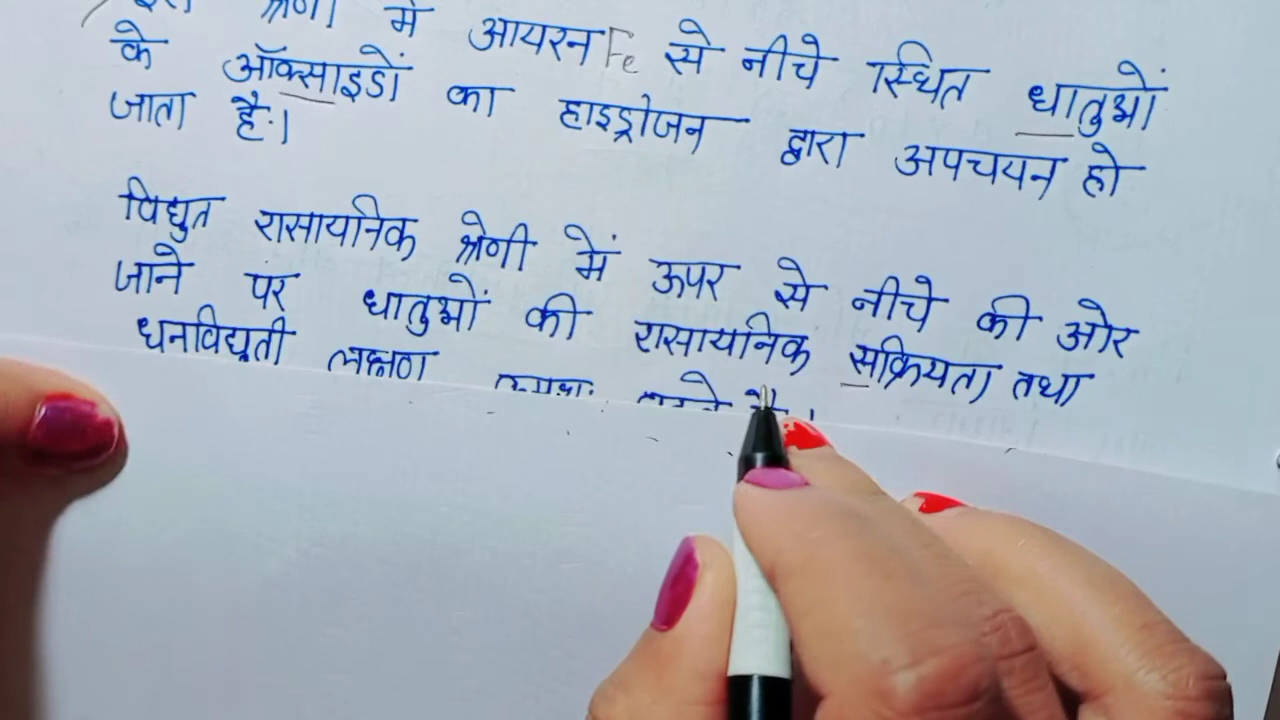 श्रेणी में आयरन Fe से नीचे स्थित धातुओं
के ऑक्साइडों का हाइड्रोजन द्वारा अपचयन हो
जाता है।
विद्युत रासायनिक श्रेणी में ऊपर से नीचे की ओर
जाने पर धातुओं की रासायनिक सक्रियता तथा
धनविद्युती लक्षण